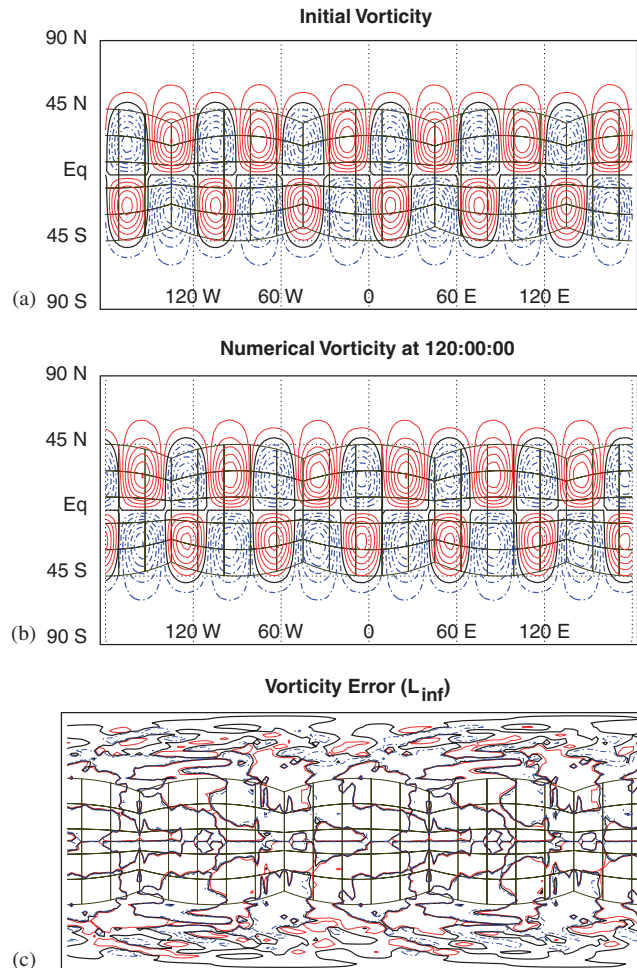 Initial Vorticity
90 N
45 N
Eq
45 S
(a) 90 S
120 W 60 W 0 60 E 120 E
Numerical Vorticity at 120:00:00
90 N
45 N
Eq
45 S
(b) 90 S
120 W 60 W 0 60 E 120 E
Vorticity Error (L_inf)
(c)